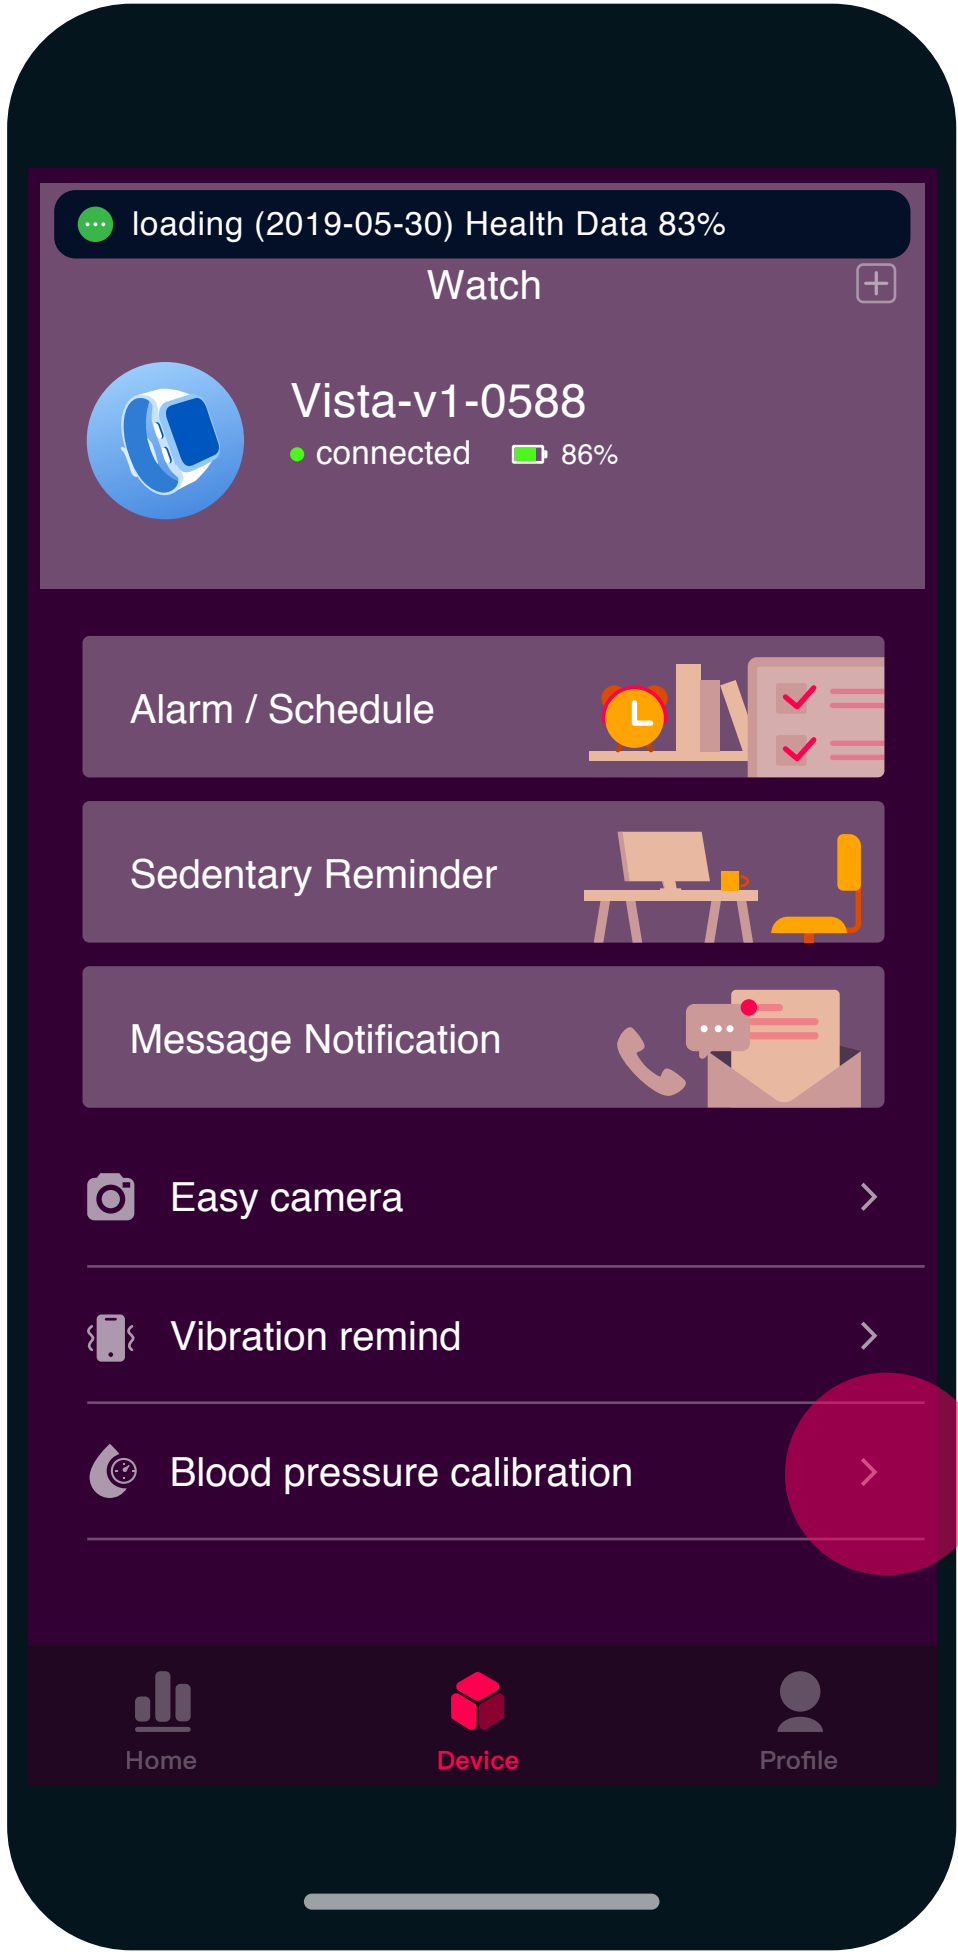 loading (2019-05-30) Health Data 83%
Watch
Vista-v1-0588
connected 86%
Alarm / Schedule
Sedentary Reminder
Message Notification
Easy camera
Vibration remind
Blood pressure calibration
Home Device Profile